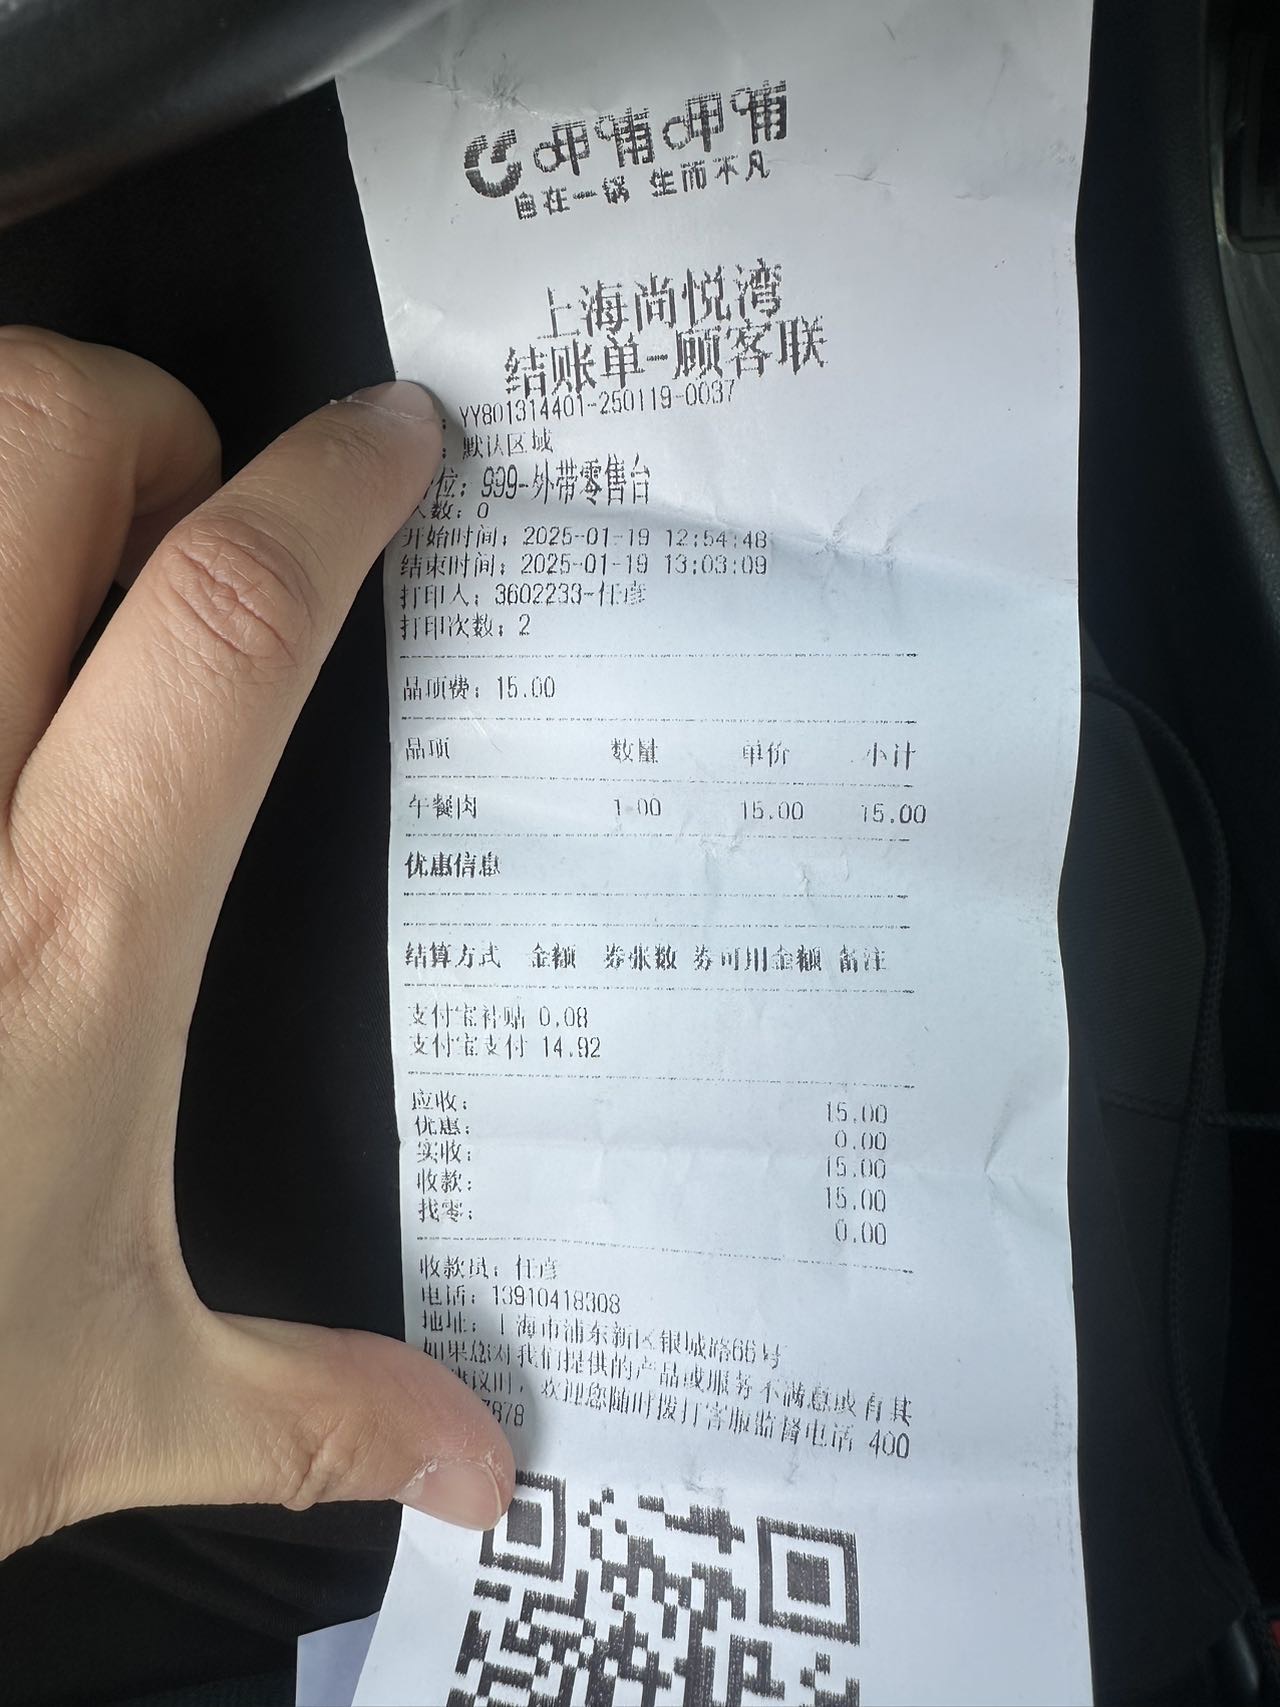 呷哺呷哺
自在一锅 生而不凡
上海尚悦湾
结账单-顾客联
: YY801314401-250119-0037
: 默认区域
位: 999-外带零售台
人数: 0
开始时间: 2025-01-19 12:54:48
结束时间: 2025-01-19 13:03:09
打印人: 3602233-任彦
打印次数: 2
品项费: 15.00
品项 数量 单价 小计
午餐肉 1.00 15.00 15.00
优惠信息
结算方式 金额 券张数 券可用金额 备注
支付宝补贴 0.08
支付宝支付 14.92
应收: 15.00
优惠: 0.00
实收: 15.00
收款: 15.00
找零: 0.00
收款员: 任彦
电话: 13910418308
地址: 上海市浦东新区银城路66号
如果您对我们提供的产品或服务不满意或有其
建议时, 欢迎您随时拨打客服监督电话 400
7878